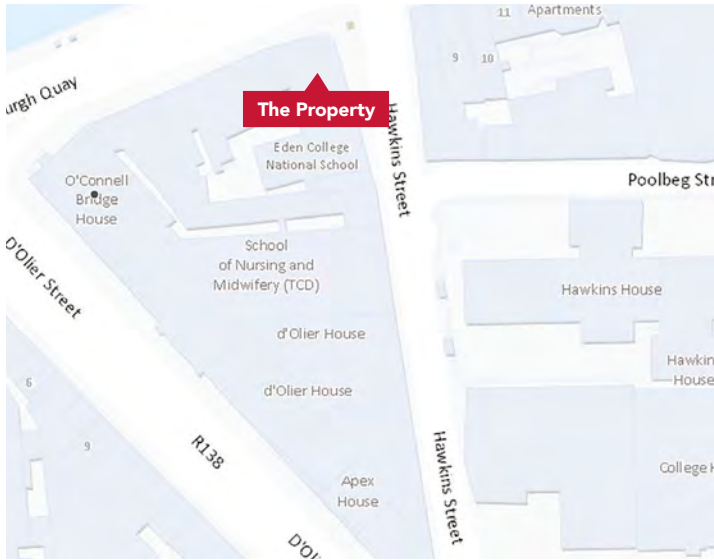 11
Apartments
9
10
urgh Quay
The Property
Hawkins Street
Eden College
National School
O'Connell
Bridge
House
Poolbeg Str
D'Olier Street
School
of Nursing and
Midwifery (TCD)
Hawkins House
d'Olier House
Hawkin
House
d'Olier House
6
9
R138
Hawkins Street
College H
Apex
House
D'Oli